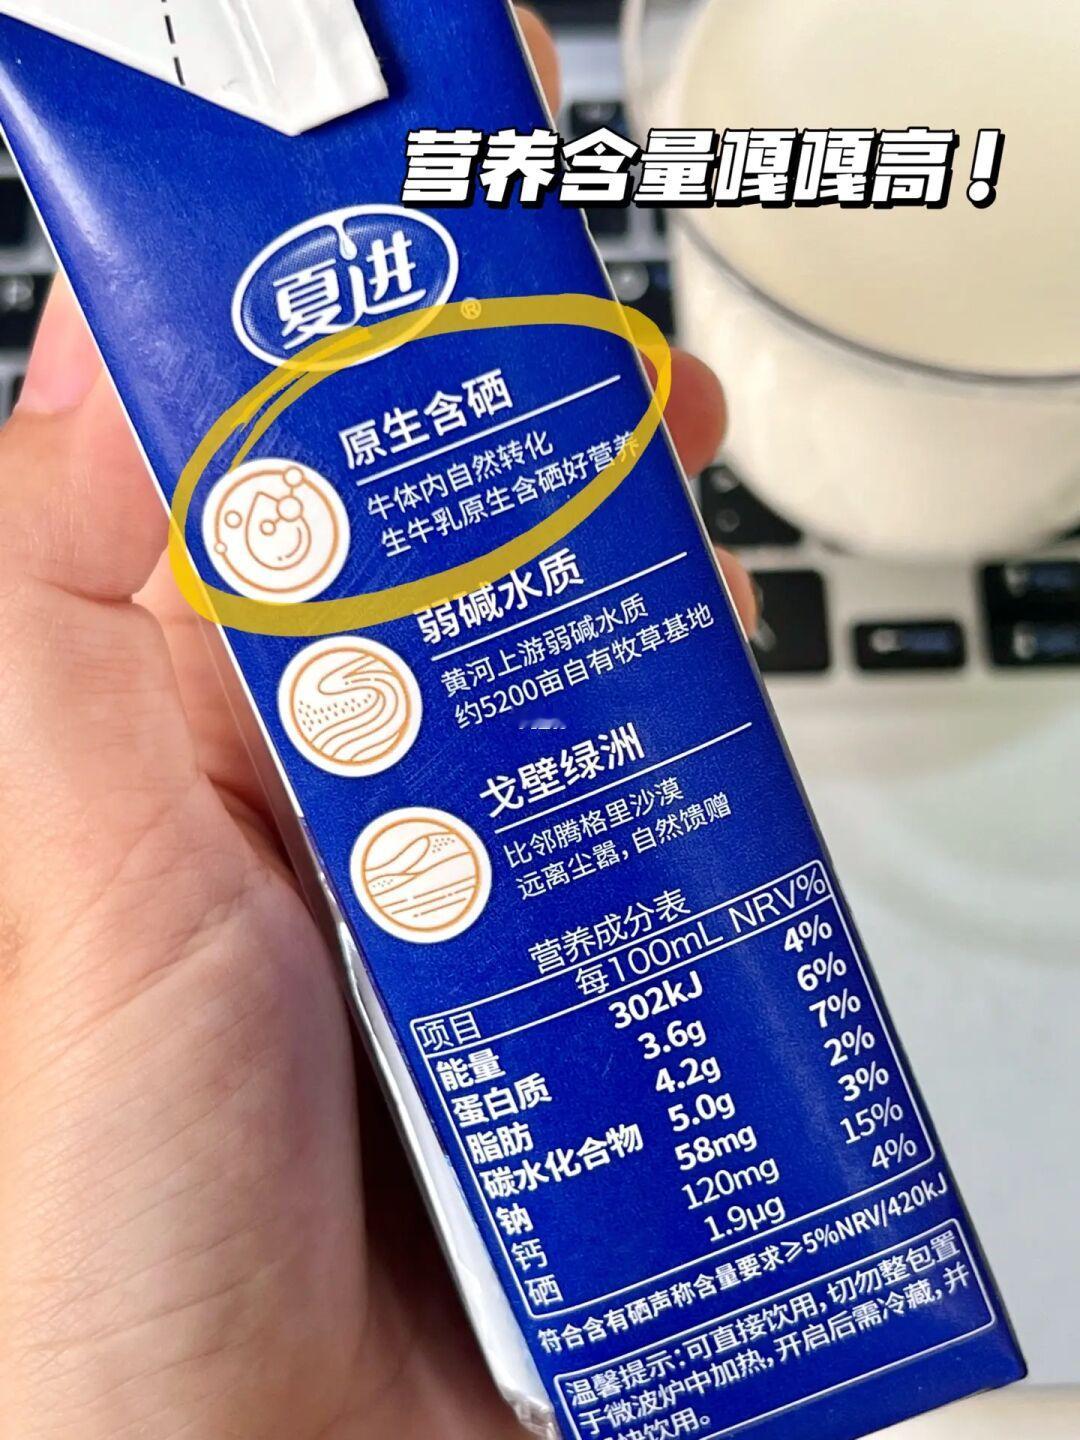 营养含量嘎嘎高!
夏进®
原生含硒
牛体内自然转化
生牛乳原生含硒好营养
弱碱水质
黄河上游弱碱水质
约5200亩自有牧草基地
戈壁绿洲
比邻腾格里沙漠
远离尘嚣，自然馈赠
营养成分表
项目 每100mL NRV%
能量 302kJ 4%
蛋白质 3.6g 6%
脂肪 4.2g 7%
碳水化合物 5.0g 2%
钠 58mg 3%
钙 120mg 15%
硒 1.9μg 4%
符合含有硒声称含量要求≥5%NRV/420kJ
温馨提示：可直接饮用，切勿整包置
于微波炉中加热，开启后需冷藏，并
快饮用。